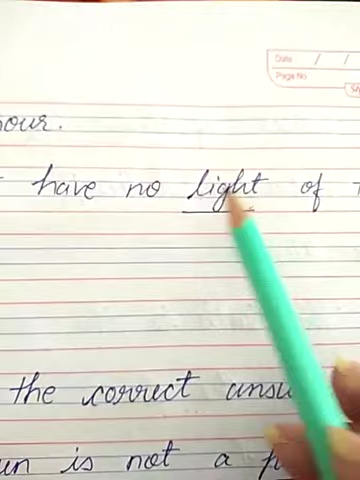 Date / /
Page No
our.
have no light of
the correct answ
un is not a p